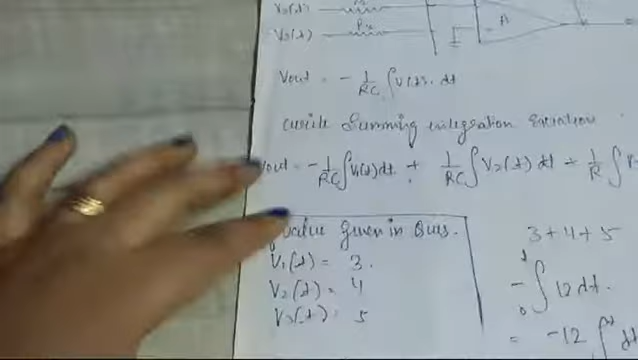 V2(t)
V3(t)
A
Vout = - 1/RC ∫ V(t). dt
write Summing integration Equation
Vout = - 1/RC ∫ V1(t) dt + 1/RC ∫ V2(t) dt + 1/R ∫
value given in Ques.
V1(t) = 3.
V2(t) = 4
V3(t) = 5
3+4+5
- ∫ 12 dt.
= -12 ∫ dt